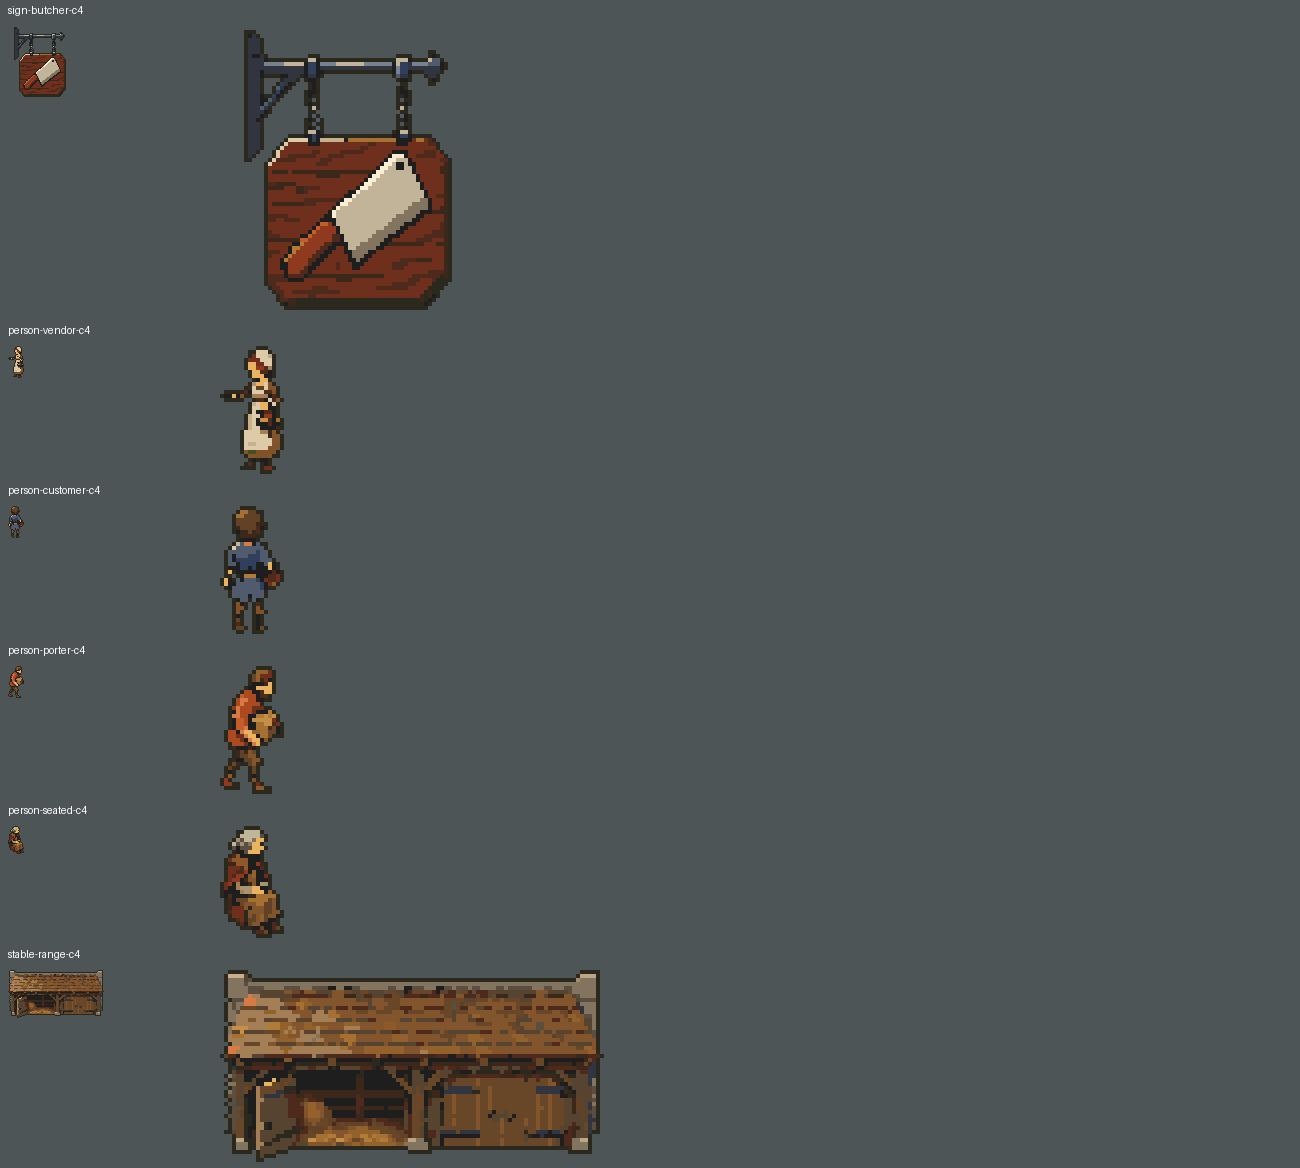 sign-butcher-c4
person-vendor-c4
person-customer-c4
person-porter-c4
person-seated-c4
stable-range-c4